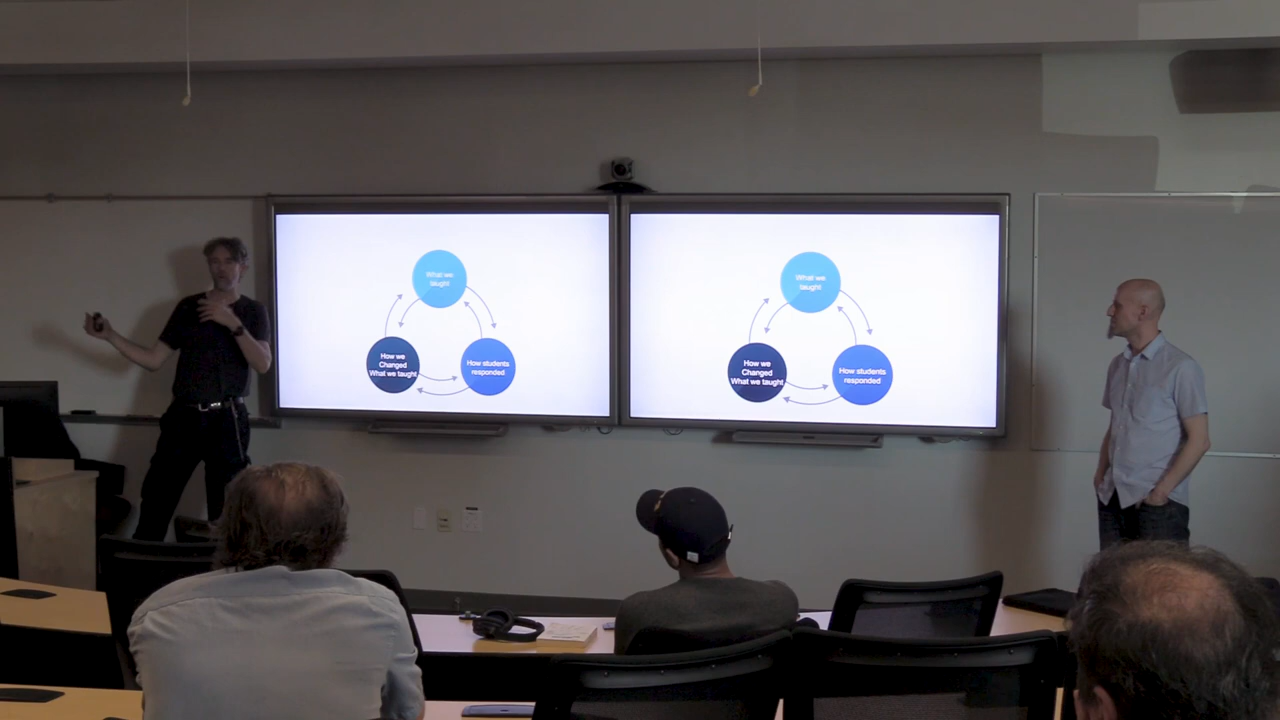 What we
taught
How we
Changed
What we taught
How students
responded
What we
taught
How we
Changed
What we taught
How students
responded